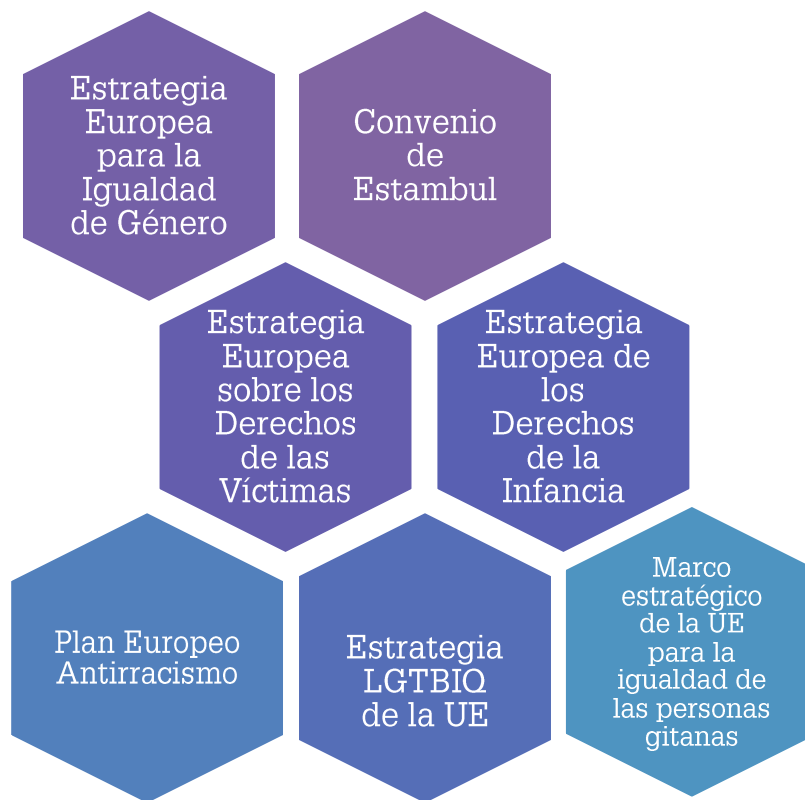 Estrategia
Europea
para la
Igualdad
de Género
Convenio
de
Estambul
Estrategia
Europea
sobre los
Derechos
de las
Víctimas
Estrategia
Europea de
los
Derechos
de la
Infancia
Plan Europeo
Antirracismo
Estrategia
LGTBIQ
de la UE
Marco
estratégico
de la UE
para la
igualdad de
las personas
gitanas